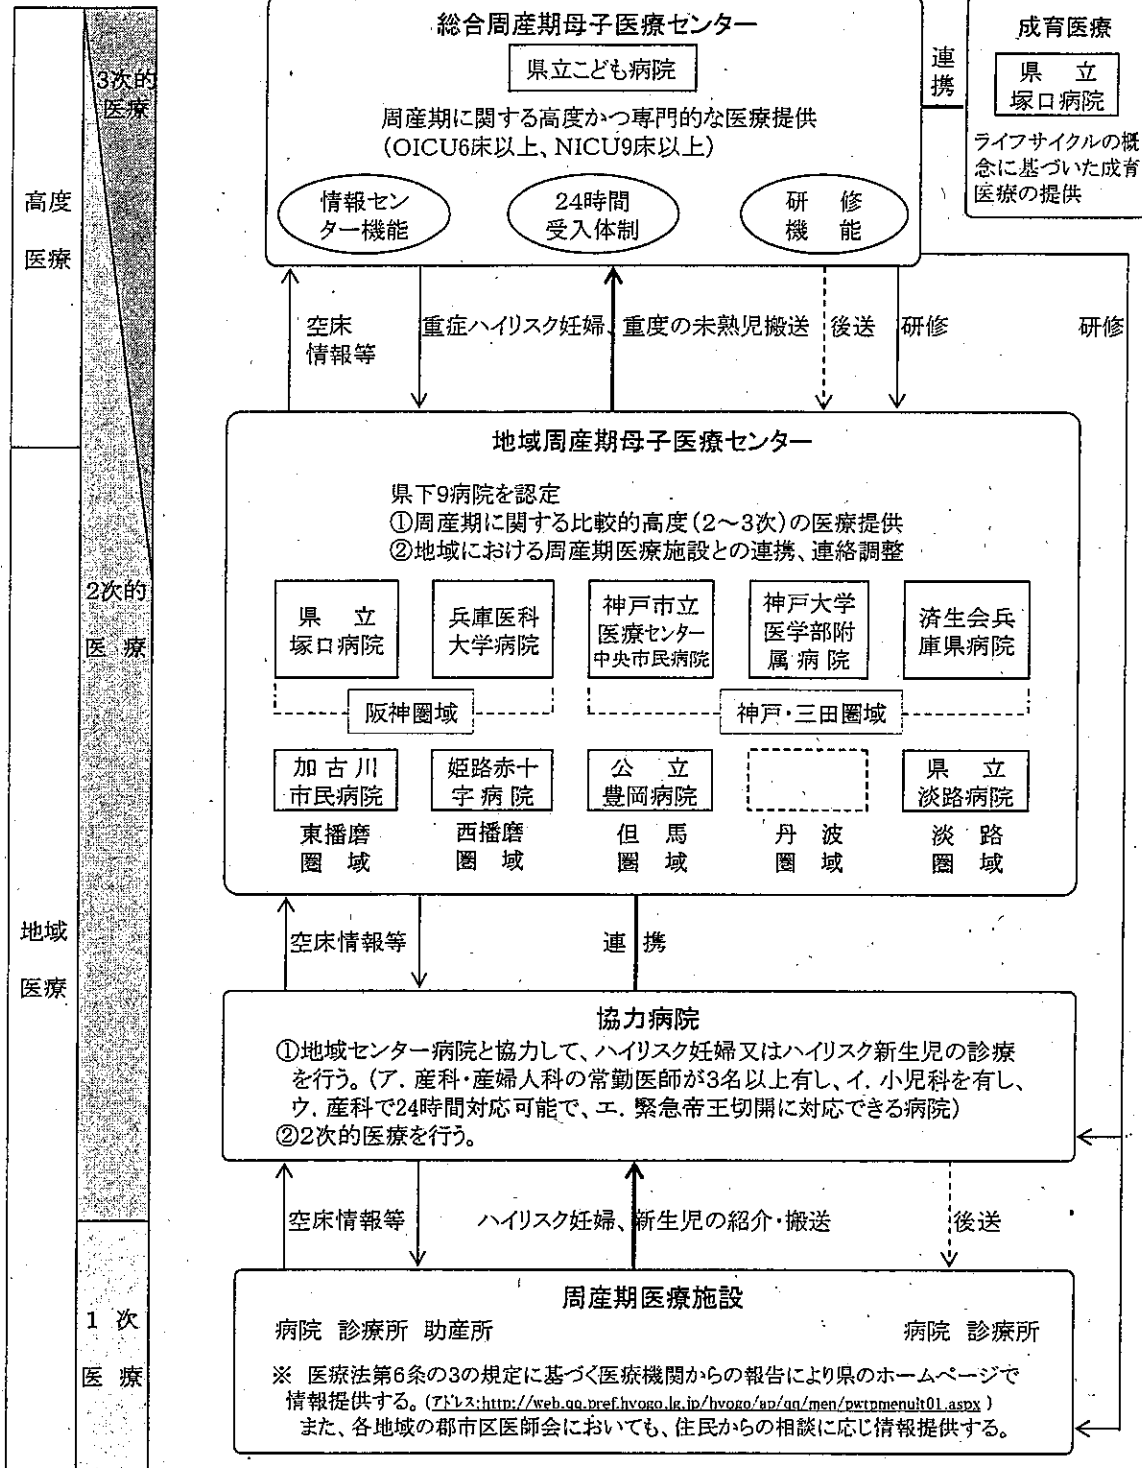 総合周産期母子医療センター
県立こども病院
周産期に関する高度かつ専門的な医療提供
(OICU6床以上、NICU9床以上)
情報セン
ター機能
24時間
受入体制
研 修
機 能
連
携
成育医療
県 立
塚口病院
ライフサイクルの概
念に基づいた成育
医療の提供
3次的
医療
高度
医療
空床
情報等
重症ハイリスク妊婦、重度の未熟児搬送
後送
研修
研修
地域周産期母子医療センター
県下9病院を認定
①周産期に関する比較的高度(2～3次)の医療提供
②地域における周産期医療施設との連携、連絡調整
2次的
医 療
県 立
塚口病院
兵庫医科
大学病院
神戸市立
医療センター
中央市民病院
神戸大学
医学部附
属 病 院
済生会兵
庫県病院
阪神圏域
神戸・三田圏域
加 古 川
市民病院
姫路赤十
字 病 院
公 立
豊岡病院
県 立
淡路病院
東播磨
圏 域
西播磨
圏 域
但 馬
圏 域
丹 波
圏 域
淡 路
圏 域
地域
医療
空床情報等
連 携
協力病院
①地域センター病院と協力して、ハイリスク妊婦又はハイリスク新生児の診療
を行う。(ア. 産科・産婦人科の常勤医師が3名以上有し、イ. 小児科を有し、
ウ. 産科で24時間対応可能で、エ. 緊急帝王切開に対応できる病院)
②2次的医療を行う。
空床情報等
ハイリスク妊婦、新生児の紹介・搬送
後送
1 次
医 療
周産期医療施設
病院 診療所 助産所
病院 診療所
※ 医療法第6条の3の規定に基づく医療機関からの報告により県のホームページで
情報提供する。(アドレス:http://web.qq.pref.hyogo.lg.jp/hyogo/ap/qq/men/pwtpmenult01.aspx )
また、各地域の郡市区医師会においても、住民からの相談に応じ情報提供する。